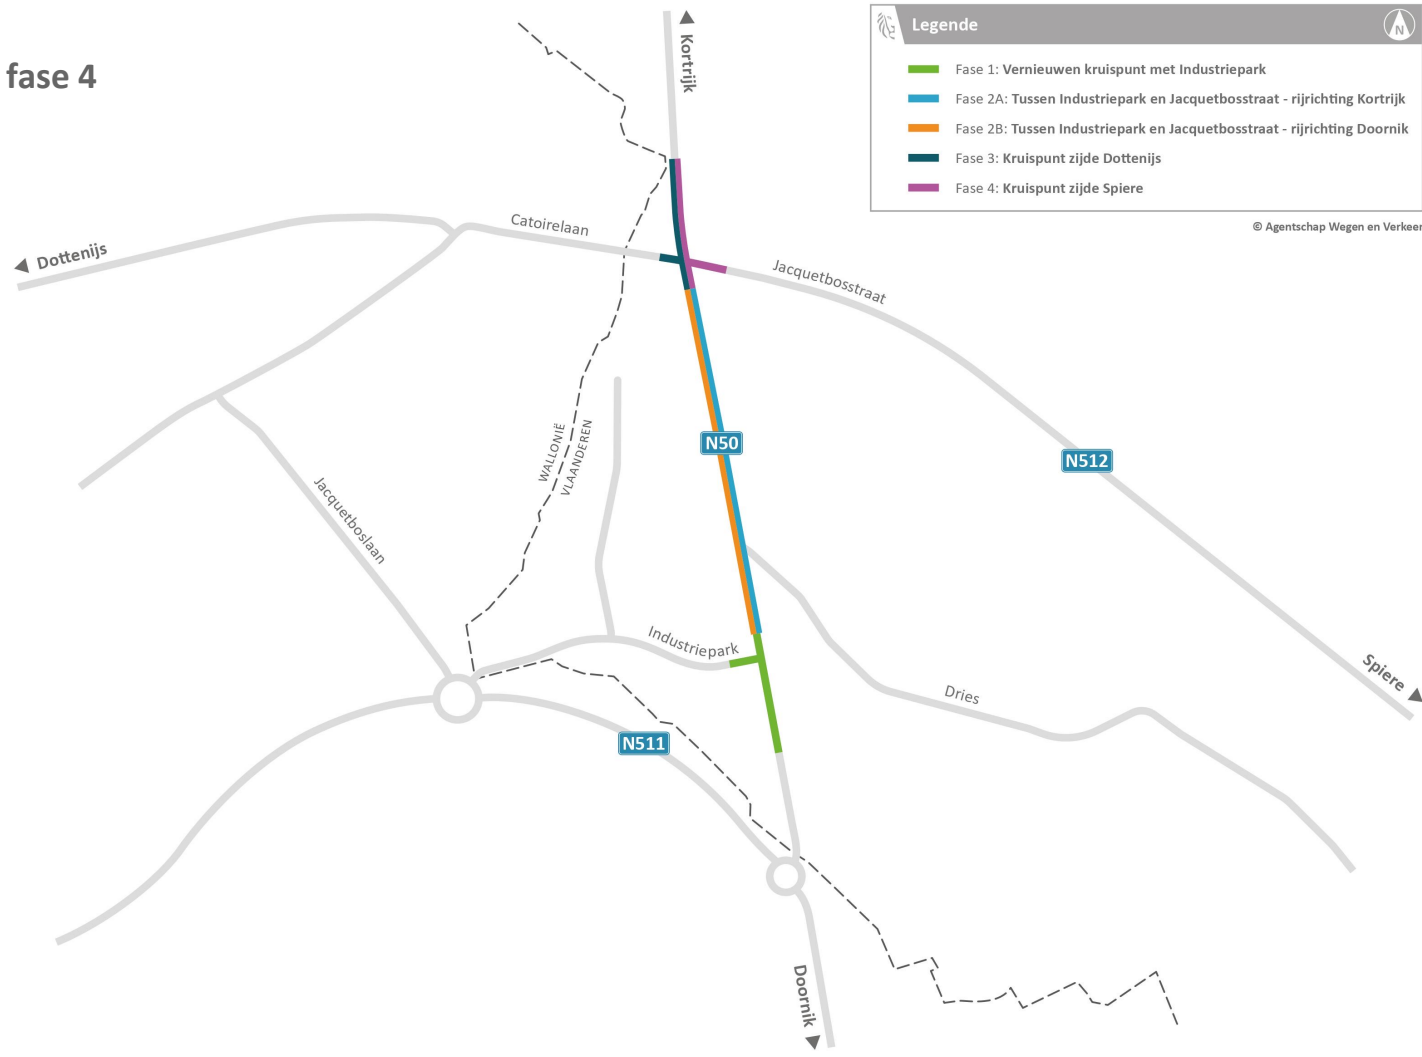 fase 4
Legende
N
Fase 1: Vernieuwen kruispunt met Industriepark
Fase 2A: Tussen Industriepark en Jacquetbosstraat - rijrichting Kortrijk
Fase 2B: Tussen Industriepark en Jacquetbosstraat - rijrichting Doornik
Fase 3: Kruispunt zijde Dottenijs
Fase 4: Kruispunt zijde Spiere
© Agentschap Wegen en Verkeer
Kortrijk
Catoirelaan
Dottenijs
Jacquetbosstraat
WALLONIË
VLAANDEREN
N50
N512
Jacquetboslaan
Industriepark
Spiere
Dries
N511
Doornik